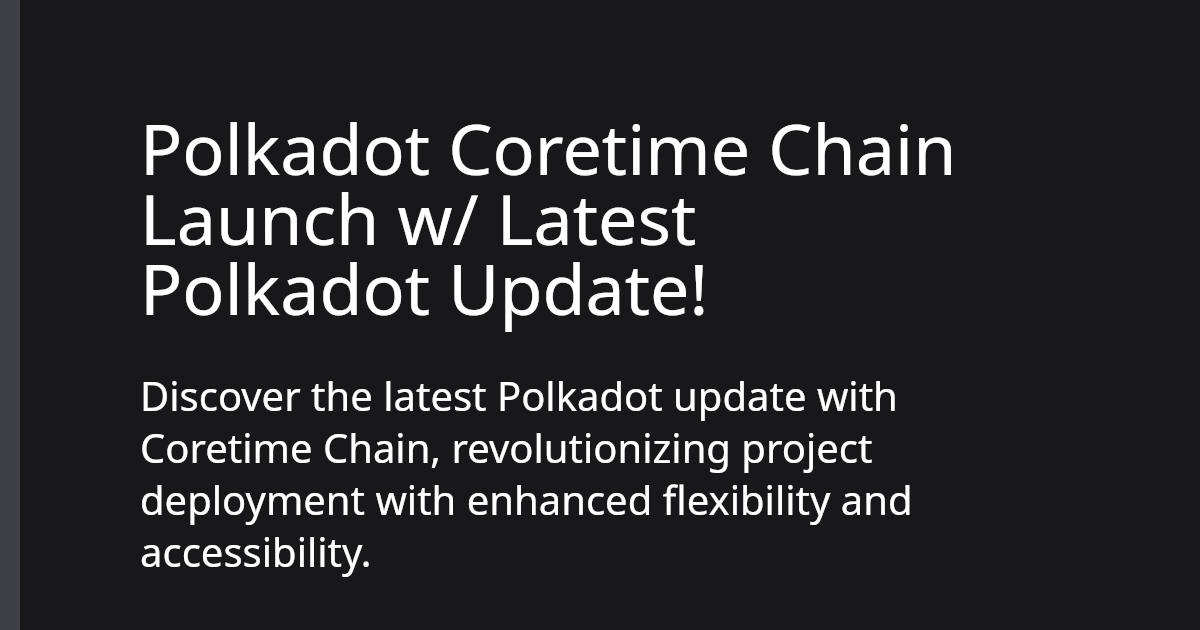 Polkadot Coretime Chain
Launch w/ Latest
Polkadot Update!
Discover the latest Polkadot update with
Coretime Chain, revolutionizing project
deployment with enhanced flexibility and
accessibility.